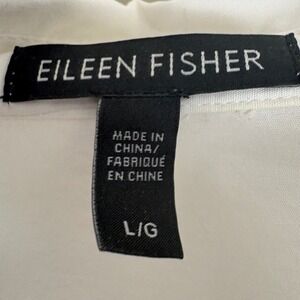 EILEEN FISHER
MADE IN
CHINA/
FABRIQUÉ
EN CHINE
L/G